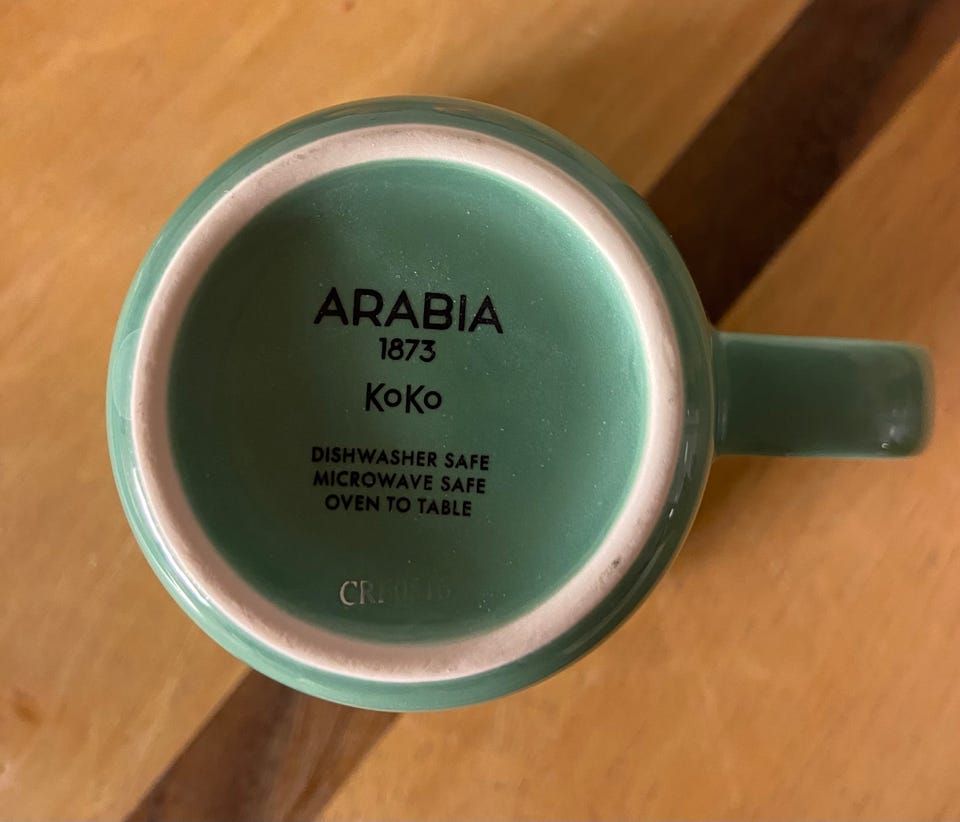 ARABIA
1873
KoKo
DISHWASHER SAFE
MICROWAVE SAFE
OVEN TO TABLE